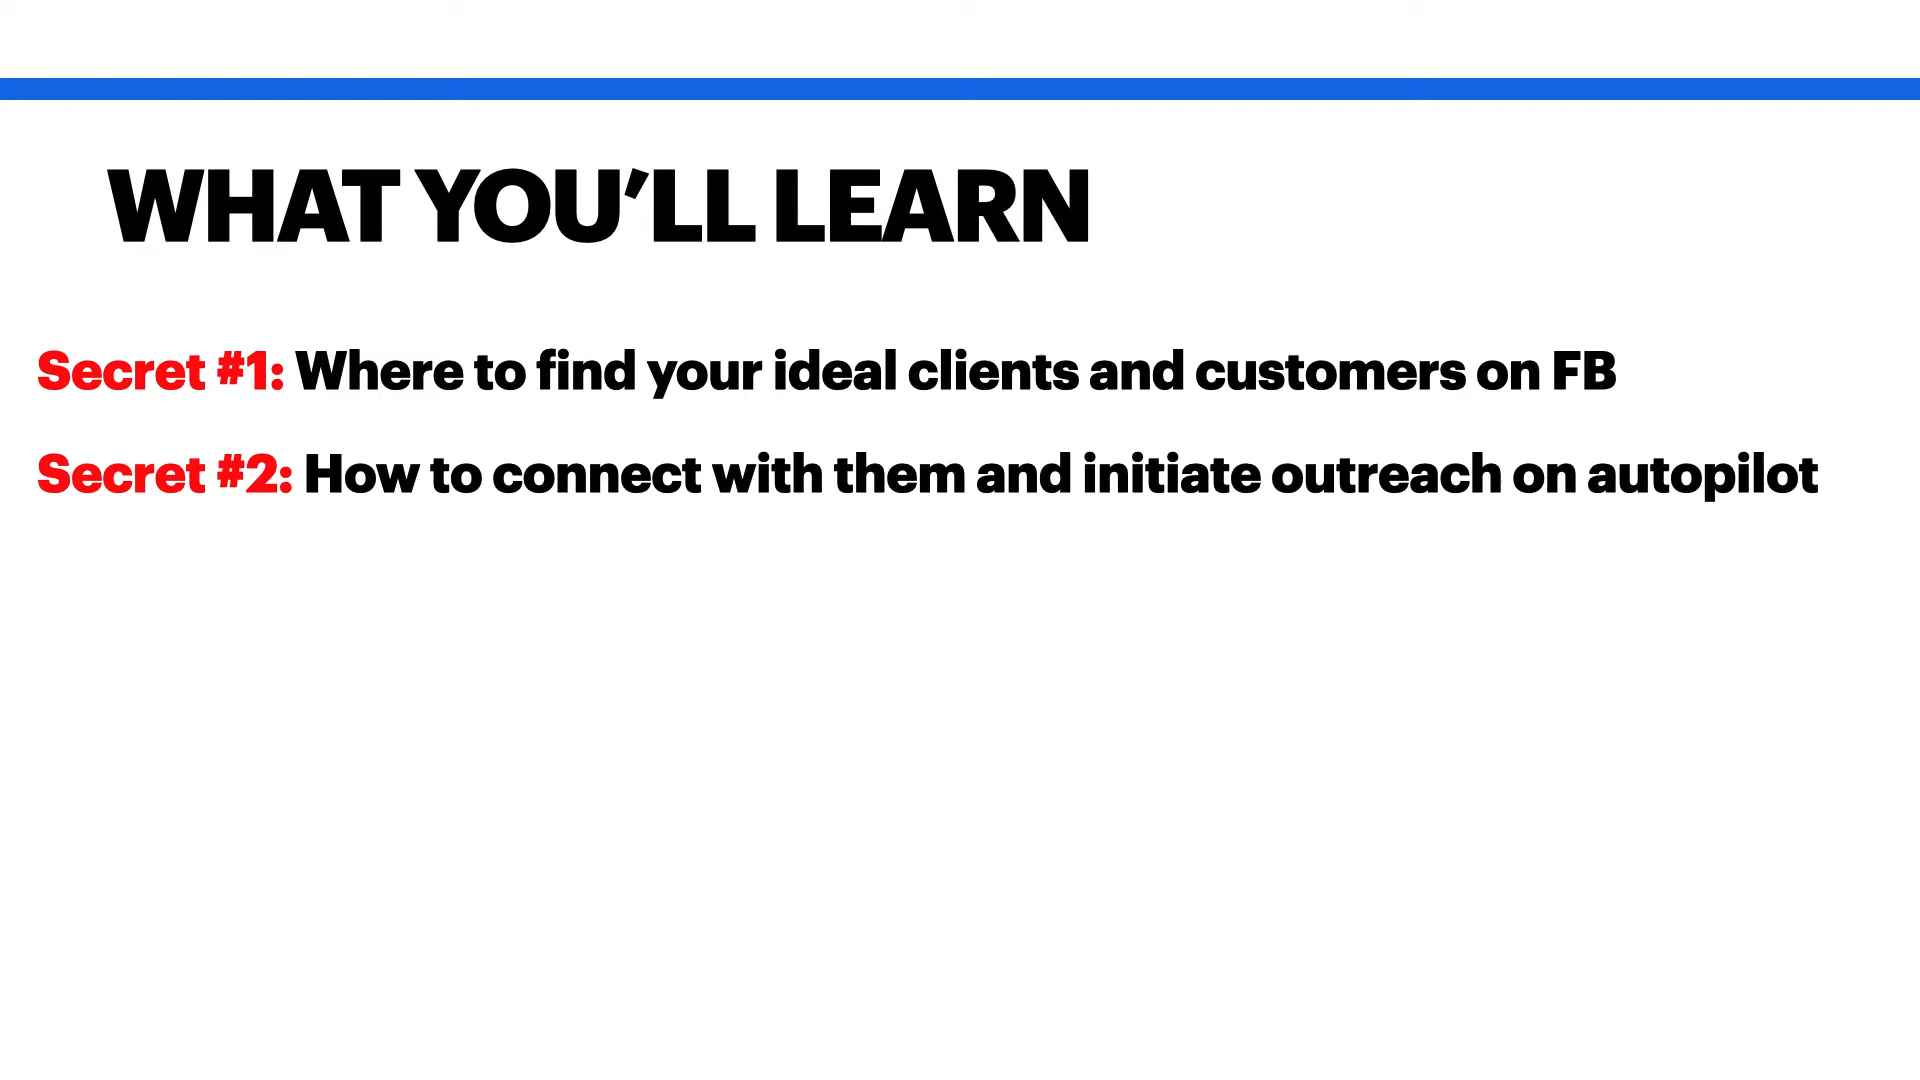 WHAT YOU’LL LEARN
Secret #1: Where to find your ideal clients and customers on FB
Secret #2: How to connect with them and initiate outreach on autopilot